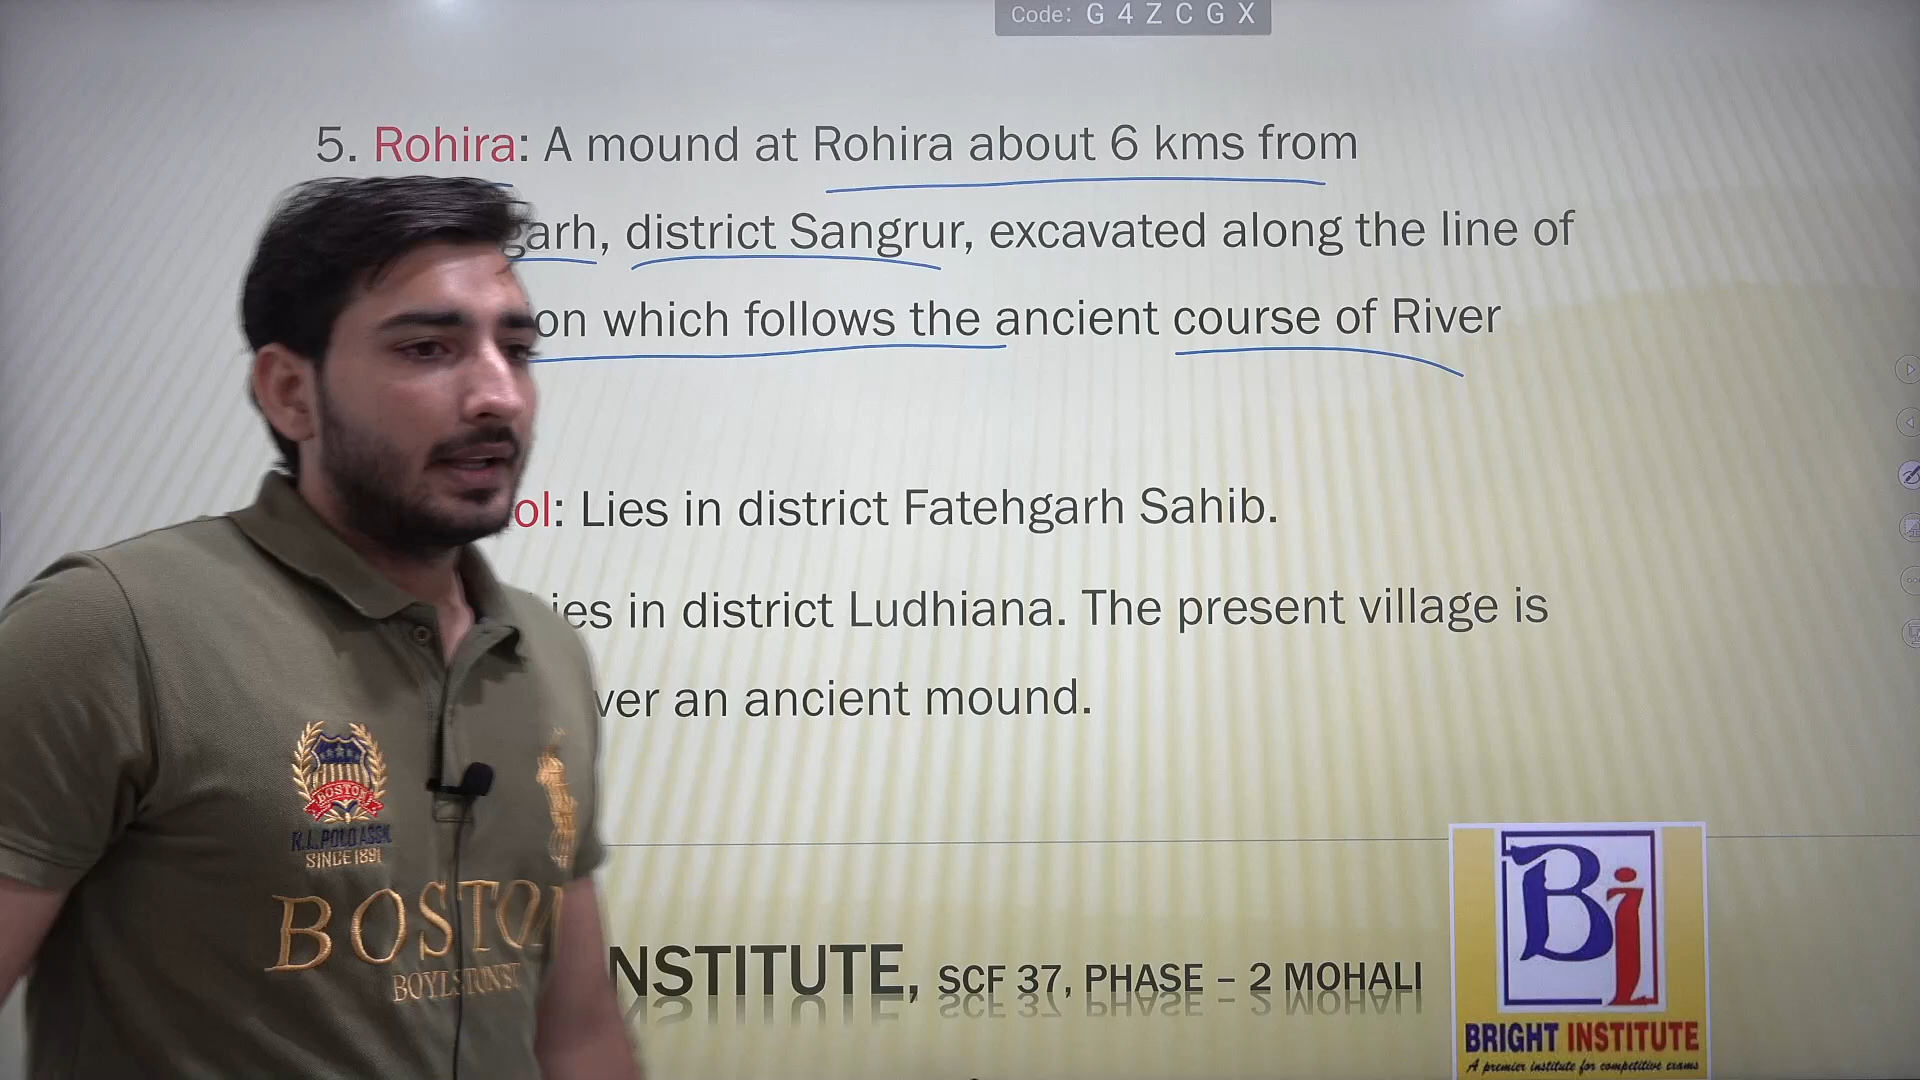 Code: G 4 Z C G X
5. Rohira: A mound at Rohira about 6 kms from
garh, district Sangrur, excavated along the line of
on which follows the ancient course of River
ol: Lies in district Fatehgarh Sahib.
ies in district Ludhiana. The present village is
ver an ancient mound.
NSTITUTE, SCF 37, PHASE – 2 MOHALI
Bi
BRIGHT INSTITUTE
A premier institute for competitive exams
BOSTON
R.L. POLO ASSN.
SINCE 1891
BOSTON